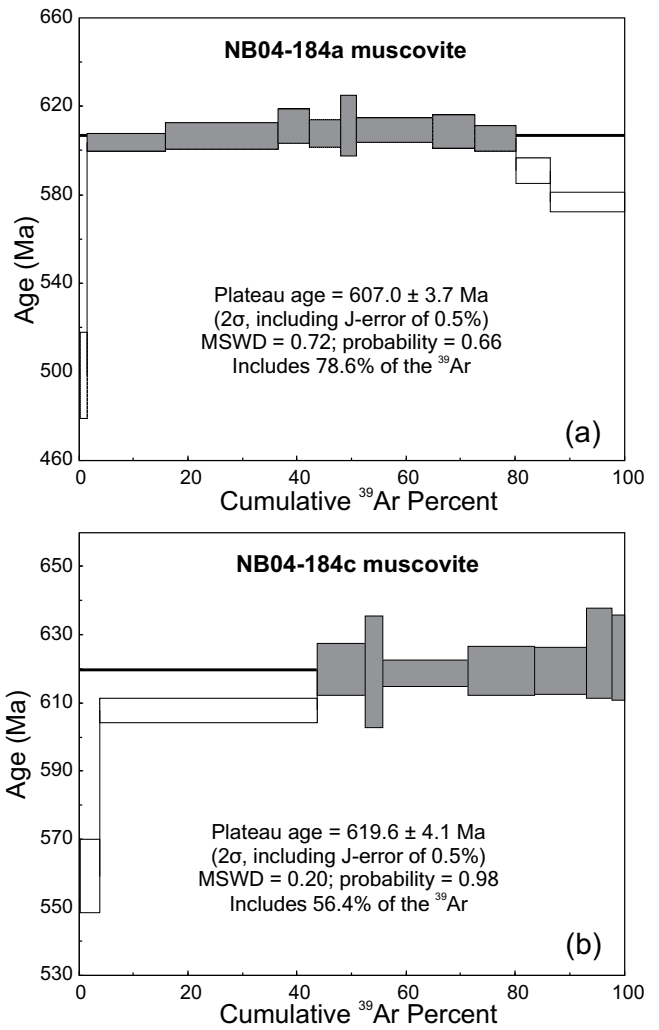 660
NB04-184a muscovite
620
580
540
500
460
Age (Ma)
Plateau age = 607.0 ± 3.7 Ma
(2σ, including J-error of 0.5%)
MSWD = 0.72; probability = 0.66
Includes 78.6% of the ³⁹Ar
(a)
0 20 40 60 80 100
Cumulative ³⁹Ar Percent
650
NB04-184c muscovite
630
610
590
570
550
530
Age (Ma)
Plateau age = 619.6 ± 4.1 Ma
(2σ, including J-error of 0.5%)
MSWD = 0.20; probability = 0.98
Includes 56.4% of the ³⁹Ar
(b)
0 20 40 60 80 100
Cumulative ³⁹Ar Percent